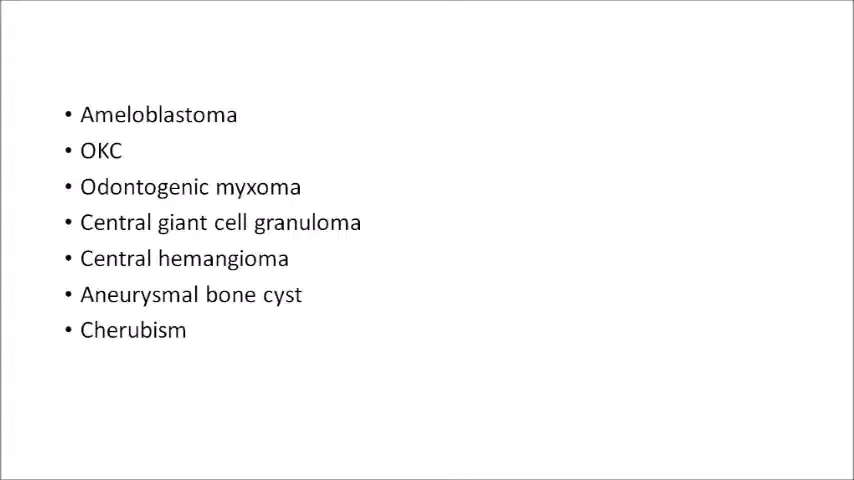 • Ameloblastoma
• OKC
• Odontogenic myxoma
• Central giant cell granuloma
• Central hemangioma
• Aneurysmal bone cyst
• Cherubism